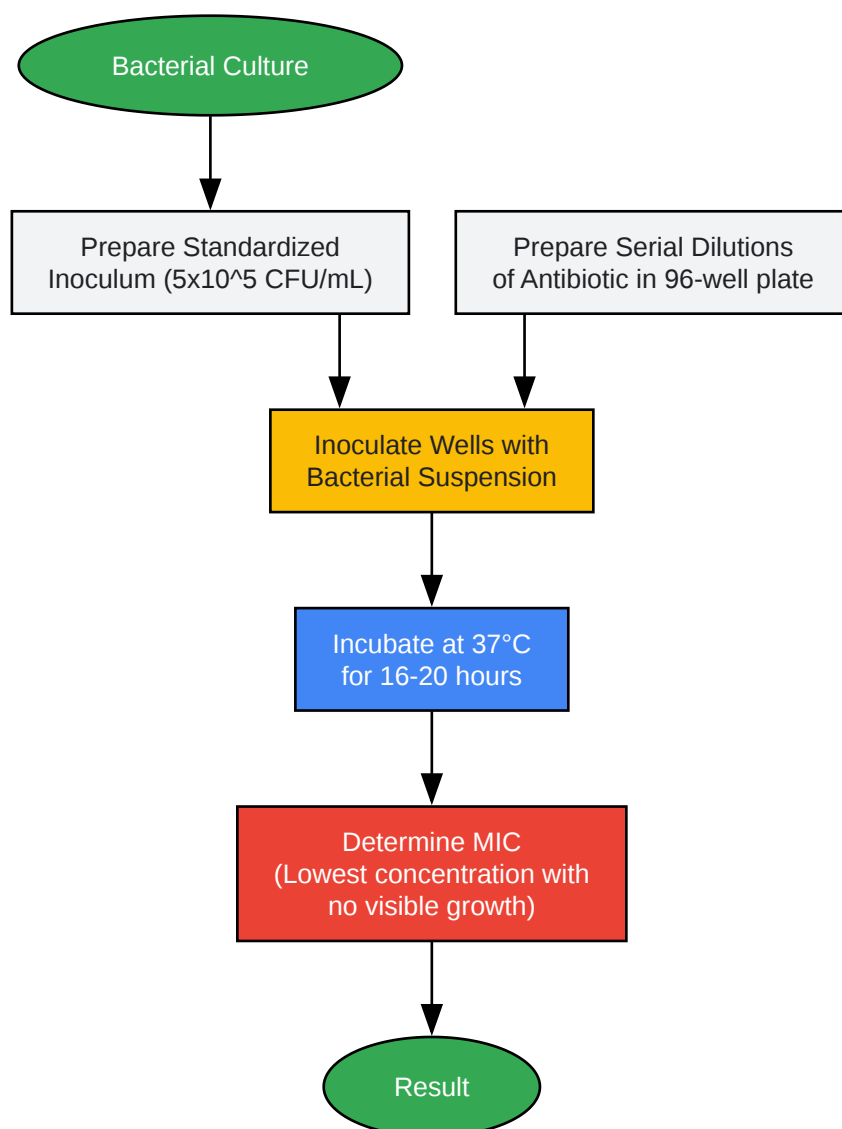 Bacterial Culture
Prepare Standardized
Inoculum (5x10^5 CFU/mL)
Prepare Serial Dilutions
of Antibiotic in 96-well plate
Inoculate Wells with
Bacterial Suspension
Incubate at 37°C
for 16-20 hours
Determine MIC
(Lowest concentration with
no visible growth)
Result